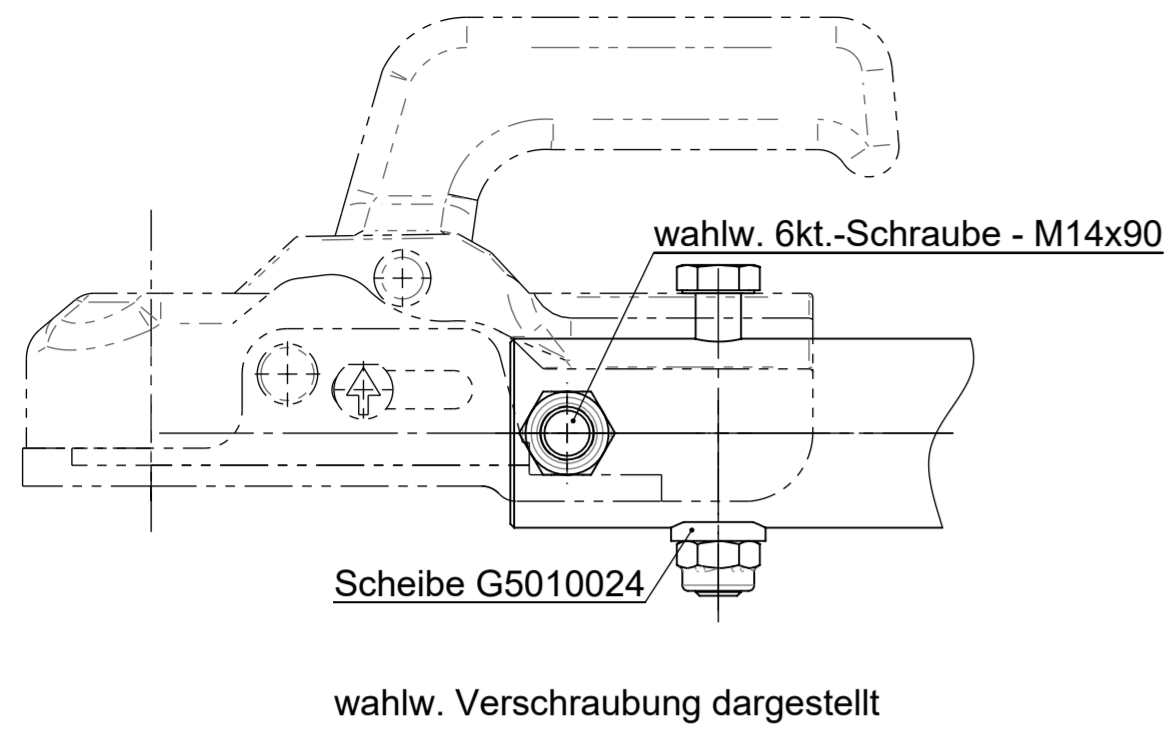 wahlw. 6kt.-Schraube - M14x90
Scheibe G5010024
wahlw. Verschraubung dargestellt